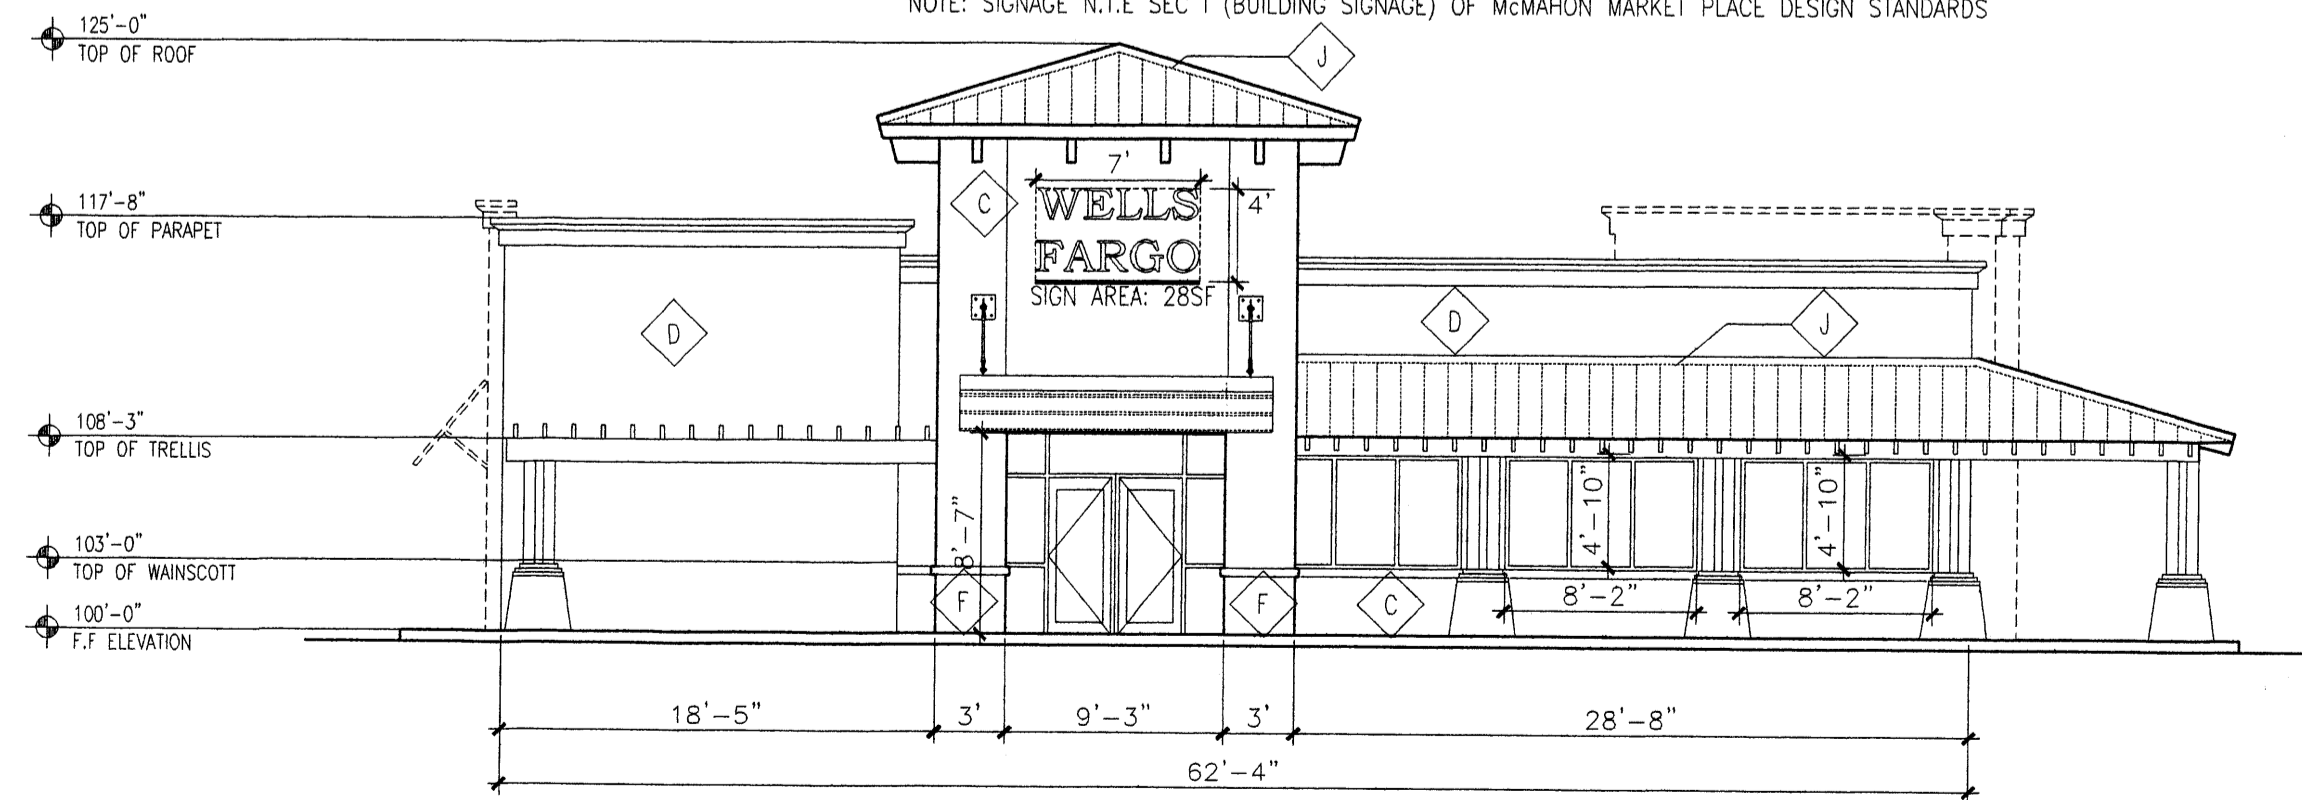 NOTE: SIGNAGE N.T.E SEC I (BUILDING SIGNAGE) OF McMAHON MARKET PLACE DESIGN STANDARDS
125'-0"
TOP OF ROOF
J
7'
117'-8"
TOP OF PARAPET
C
WELLS
4'
FARGO
SIGN AREA: 28SF
D
D
J
108'-3"
TOP OF TRELLIS
8'-7"
4'-10"
4'-10"
103'-0"
TOP OF WAINSCOTT
F
F
C
8'-2"
8'-2"
100'-0"
F.F ELEVATION
18'-5"
3'
9'-3"
3'
28'-8"
62'-4"